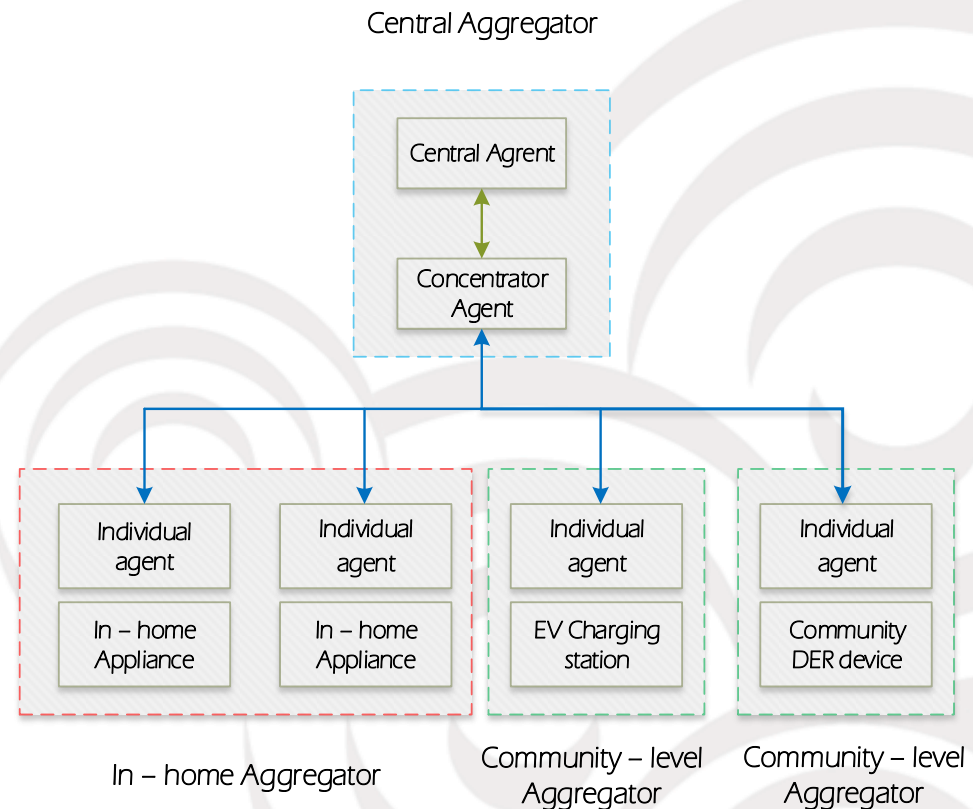 Central Aggregator
Central Agrent
Concentrator
Agent
Individual
agent
Individual
agent
Individual
agent
Individual
agent
In – home
Appliance
In – home
Appliance
EV Charging
station
Community
DER device
In – home Aggregator
Community – level
Aggregator
Community – level
Aggregator